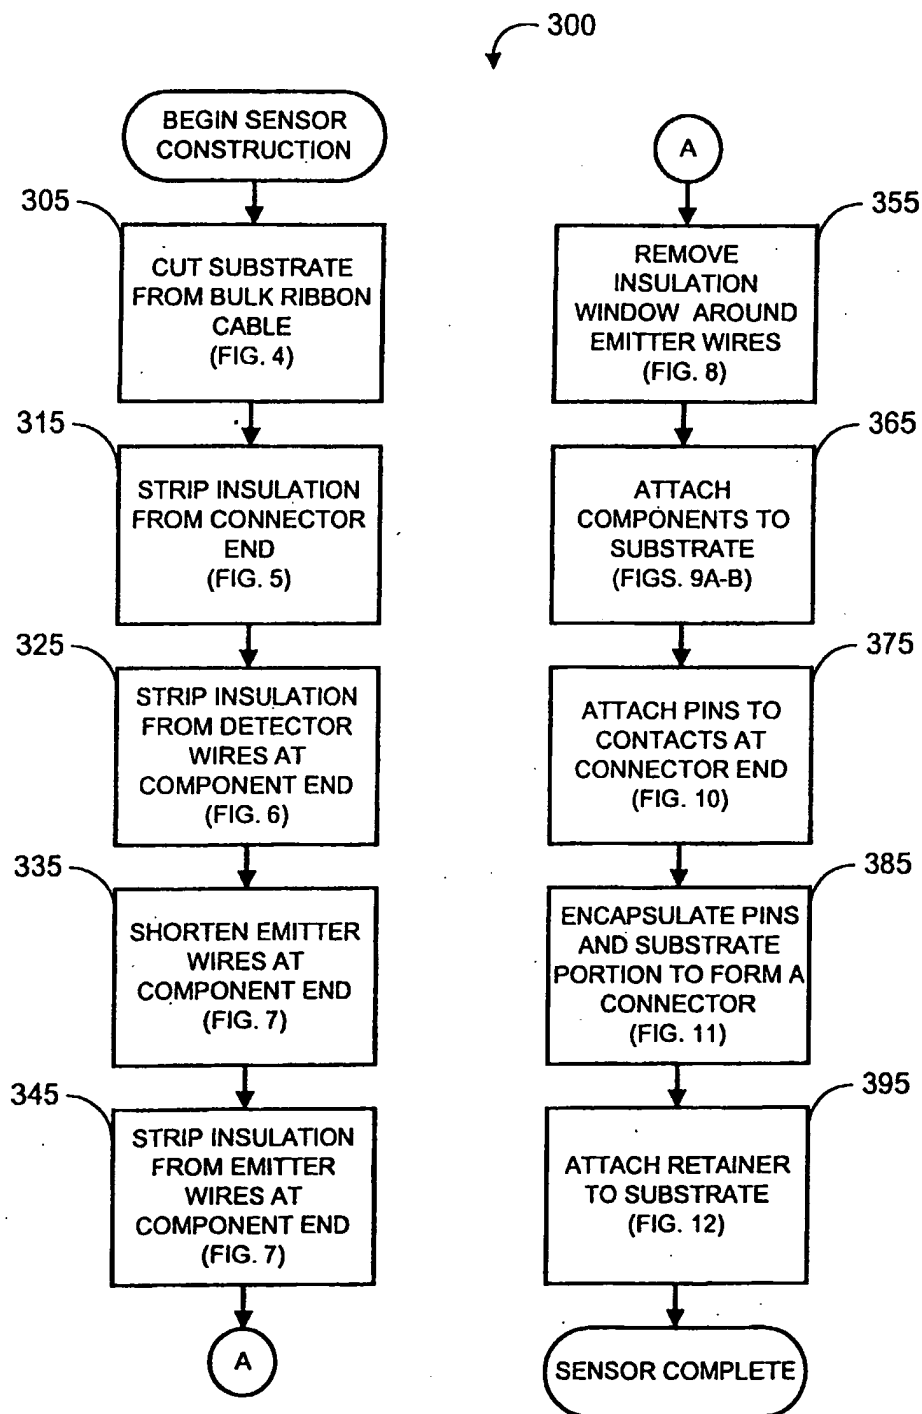 300
BEGIN SENSOR
CONSTRUCTION
305
CUT SUBSTRATE
FROM BULK RIBBON
CABLE
(FIG. 4)
315
STRIP INSULATION
FROM CONNECTOR
END
(FIG. 5)
325
STRIP INSULATION
FROM DETECTOR
WIRES AT
COMPONENT END
(FIG. 6)
335
SHORTEN EMITTER
WIRES AT
COMPONENT END
(FIG. 7)
345
STRIP INSULATION
FROM EMITTER
WIRES AT
COMPONENT END
(FIG. 7)
A
A
355
REMOVE
INSULATION
WINDOW AROUND
EMITTER WIRES
(FIG. 8)
365
ATTACH
COMPONENTS TO
SUBSTRATE
(FIGS. 9A-B)
375
ATTACH PINS TO
CONTACTS AT
CONNECTOR END
(FIG. 10)
385
ENCAPSULATE PINS
AND SUBSTRATE
PORTION TO FORM A
CONNECTOR
(FIG. 11)
395
ATTACH RETAINER
TO SUBSTRATE
(FIG. 12)
SENSOR COMPLETE